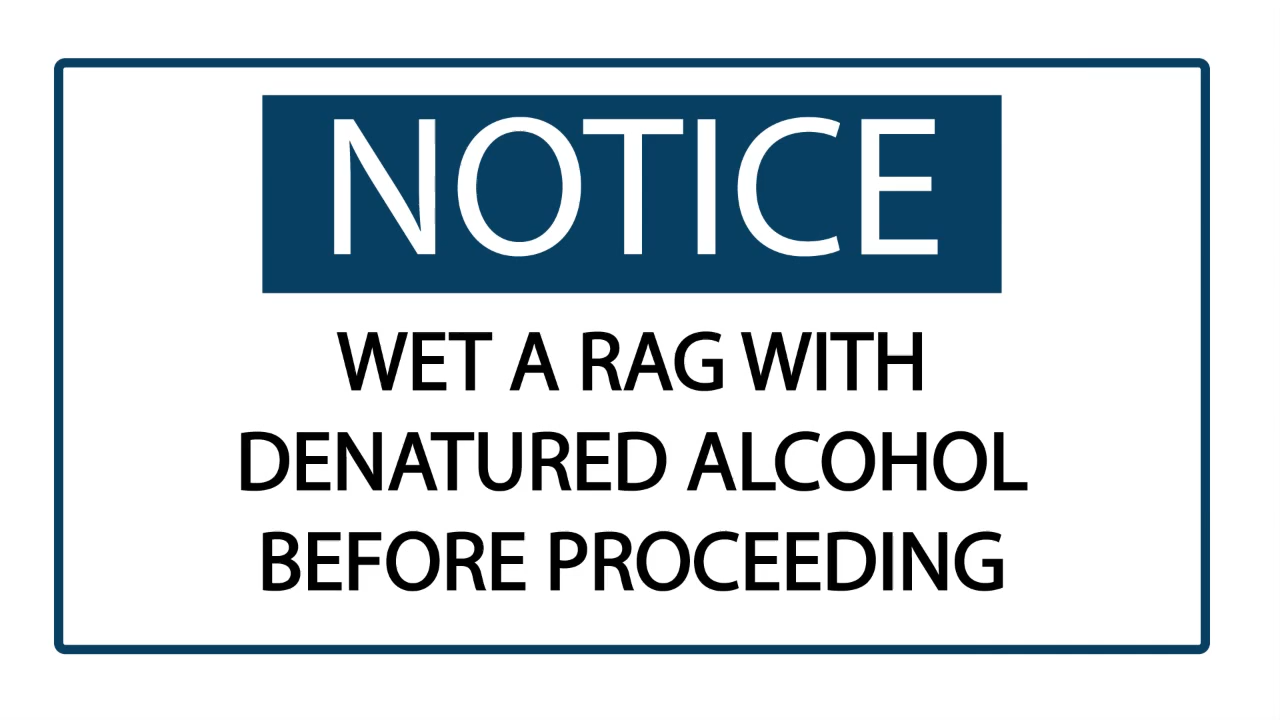 NOTICE
WET A RAG WITH
DENATURED ALCOHOL
BEFORE PROCEEDING